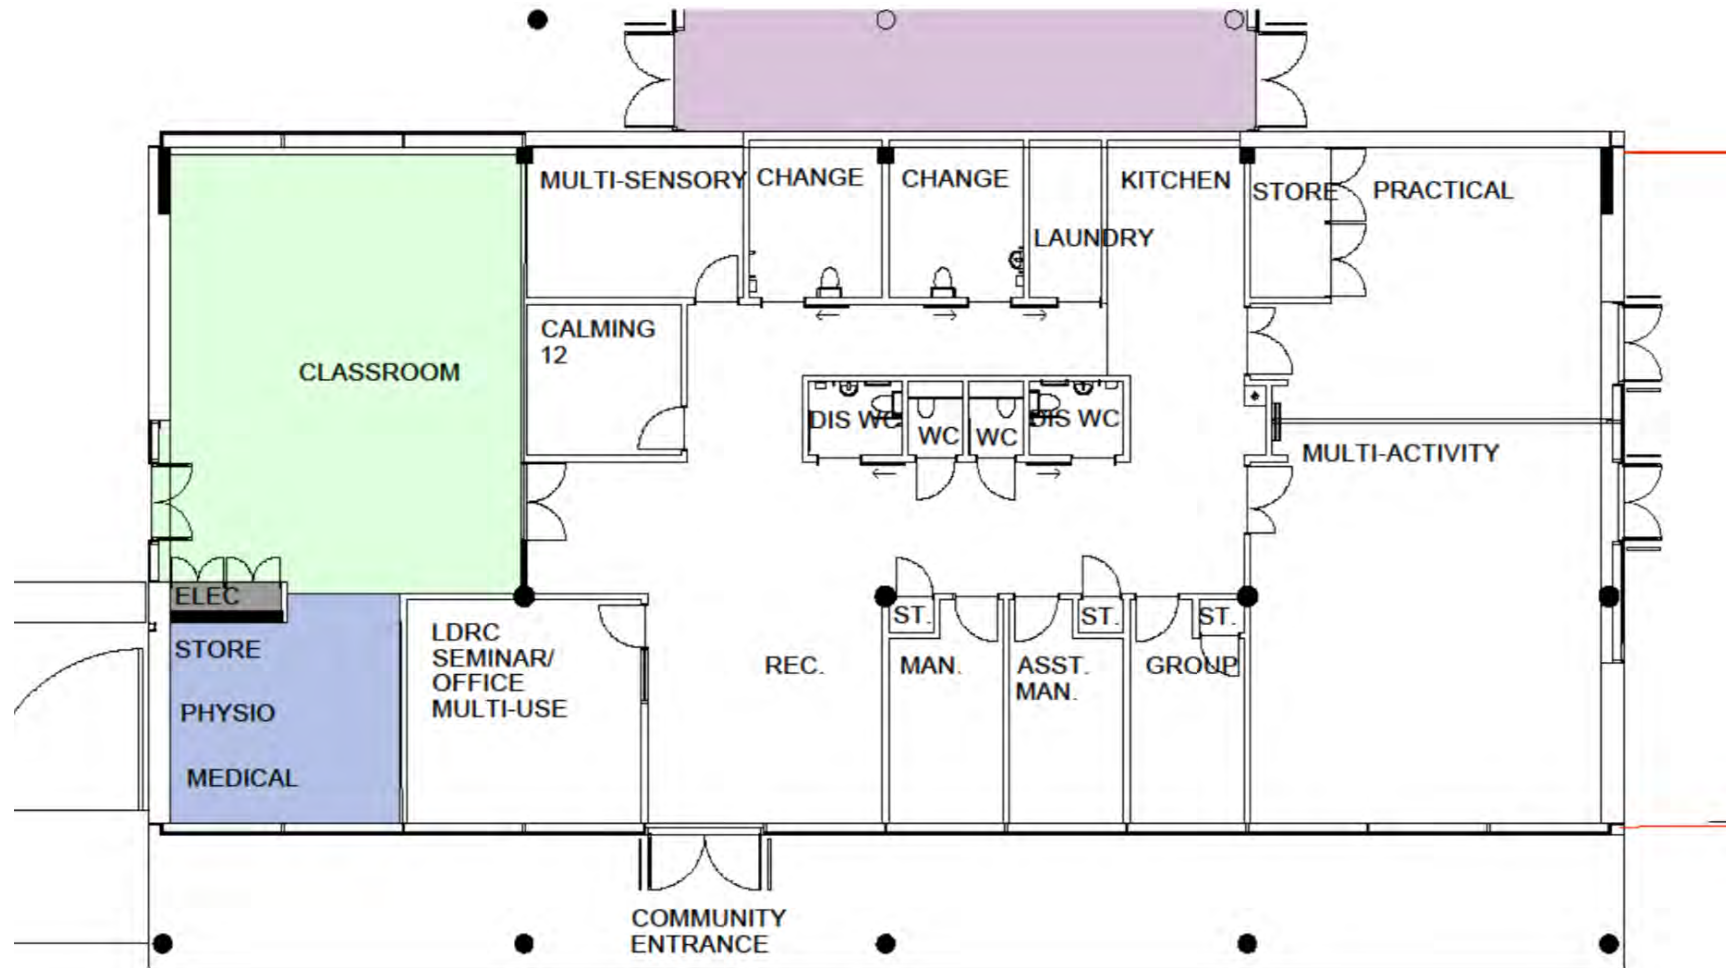 MULTI-SENSORY
CHANGE
CHANGE
KITCHEN
STORE
PRACTICAL
LAUNDRY
CALMING
12
CLASSROOM
DIS WC
WC
WC
DIS WC
MULTI-ACTIVITY
ELEC
STORE
PHYSIO
MEDICAL
LDRC
SEMINAR/
OFFICE
MULTI-USE
REC.
ST.
MAN.
ST.
ASST.
MAN.
ST.
GROUP
COMMUNITY
ENTRANCE